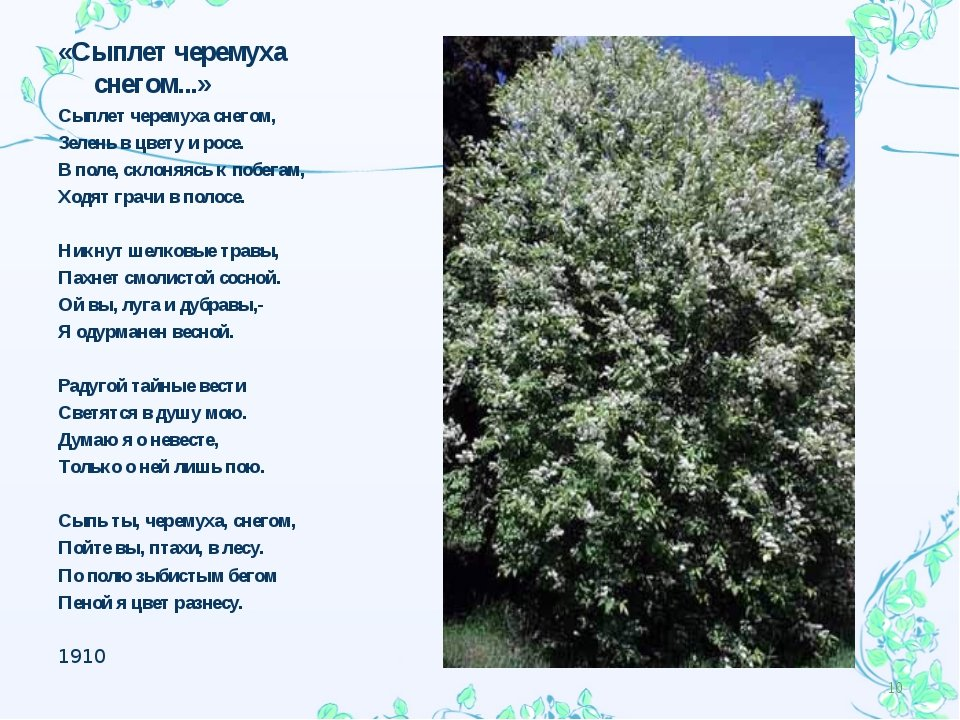 «Сыплет черемуха
снегом...»
Сыплет черемуха снегом,
Зелень в цвету и росе.
В поле, склоняясь к побегам,
Ходят грачи в полосе.
Никнут шелковые травы,
Пахнет смолистой сосной.
Ой вы, луга и дубравы,-
Я одурманен весной.
Радугой тайные вести
Светятся в душу мою.
Думаю я о невесте,
Только о ней лишь пою.
Сыпь ты, черемуха, снегом,
Пойте вы, птахи, в лесу.
По полю зыбистым бегом
Пеной я цвет разнесу.
1910
10